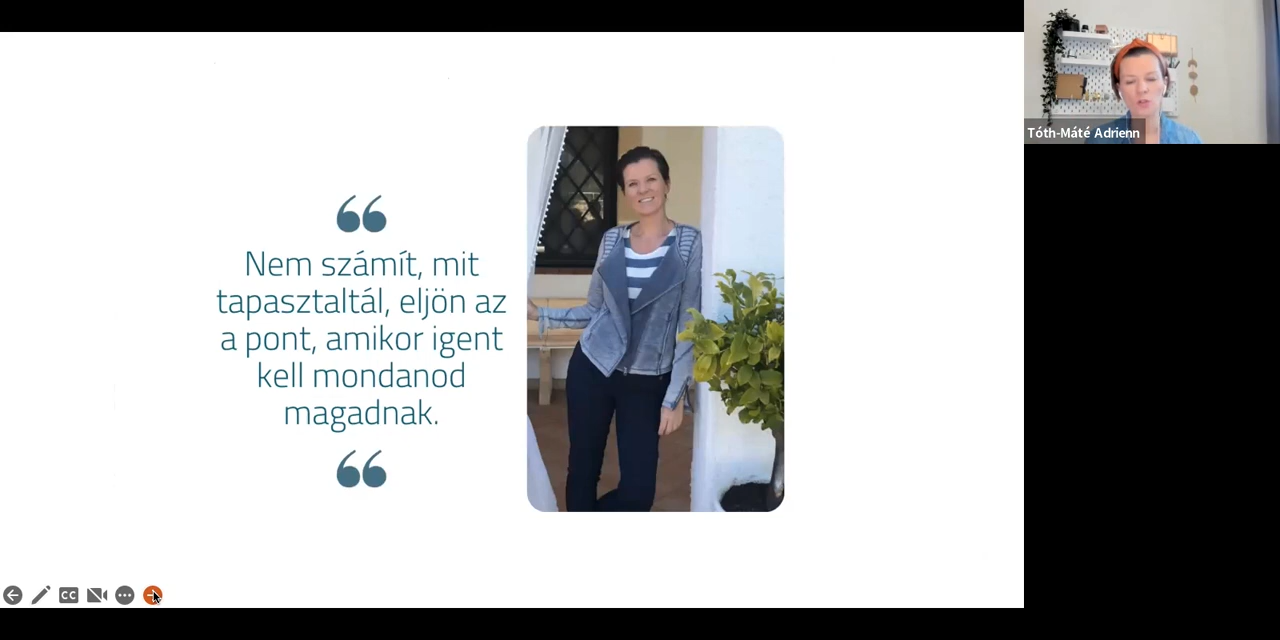 ❝
Nem számít, mit
tapasztaltál, eljön az
a pont, amikor igent
kell mondanod
magadnak.
❝
Tóth-Máté Adrienn
CC